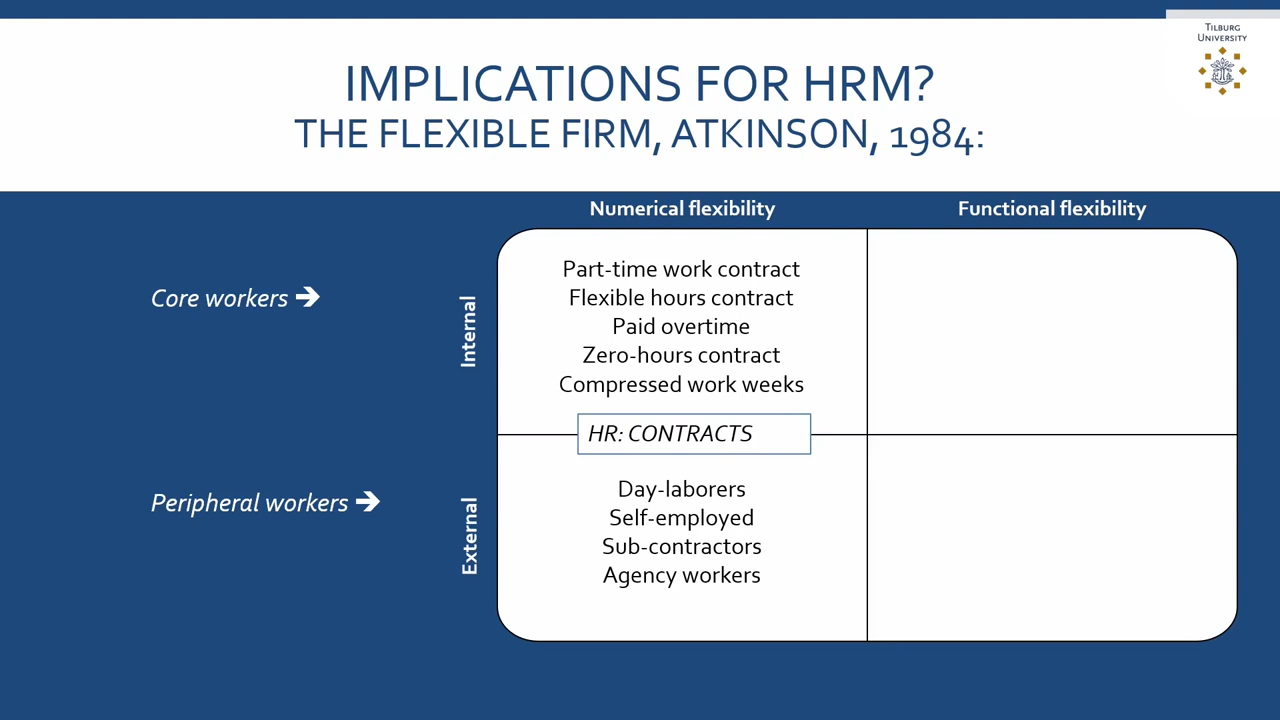 TILBURG
UNIVERSITY
IMPLICATIONS FOR HRM?
THE FLEXIBLE FIRM, ATKINSON, 1984:
Numerical flexibility
Functional flexibility
Core workers ➔
Internal
Part-time work contract
Flexible hours contract
Paid overtime
Zero-hours contract
Compressed work weeks
HR: CONTRACTS
Peripheral workers ➔
External
Day-laborers
Self-employed
Sub-contractors
Agency workers